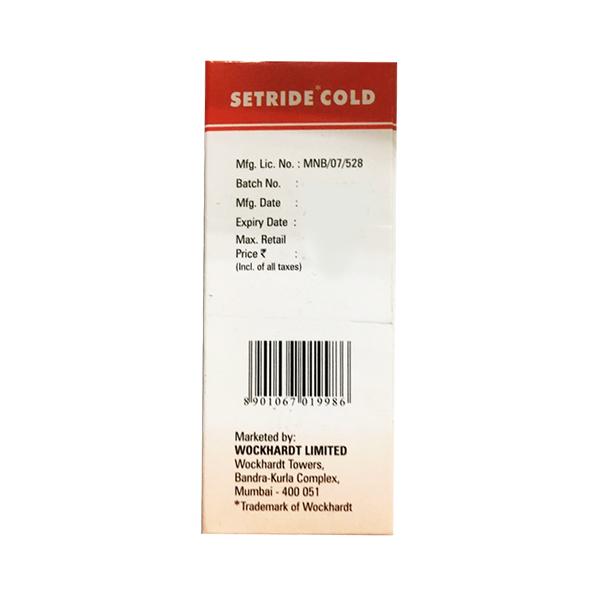 SETRIDE*COLD
Mfg. Lic. No. : MNB/07/528
Batch No. :
Mfg. Date :
Expiry Date :
Max. Retail
Price ₹ :
(Incl. of all taxes)
8901067019986
Marketed by:
WOCKHARDT LIMITED
Wockhardt Towers,
Bandra-Kurla Complex,
Mumbai - 400 051
*Trademark of Wockhardt